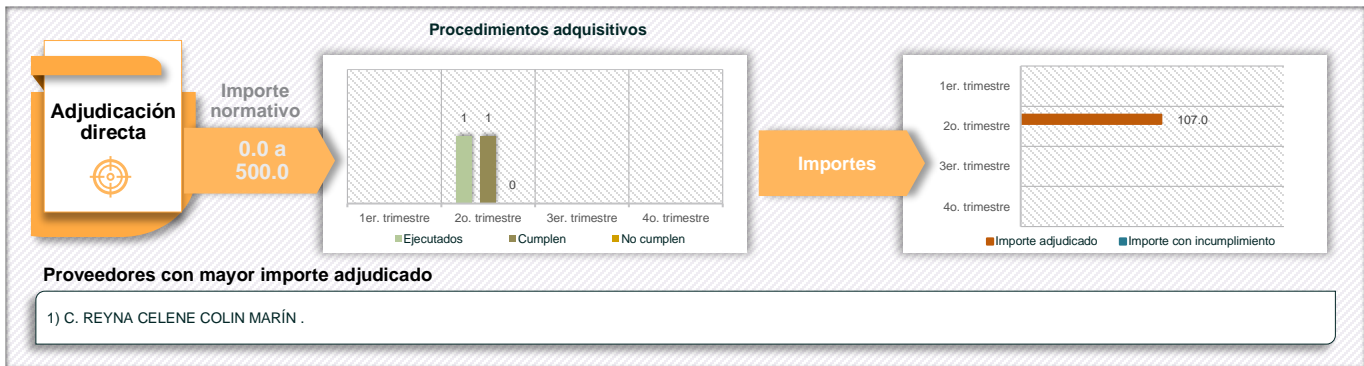 Adjudicación
directa
Importe
normativo
0.0 a
500.0
Procedimientos adquisitivos
1
1
0
1er. trimestre
2o. trimestre
3er. trimestre
4o. trimestre
Ejecutados
Cumplen
No cumplen
Importes
1er. trimestre
2o. trimestre
3er. trimestre
4o. trimestre
107.0
Importe adjudicado
Importe con incumplimiento
Proveedores con mayor importe adjudicado
1) C. REYNA CELENE COLIN MARÍN .